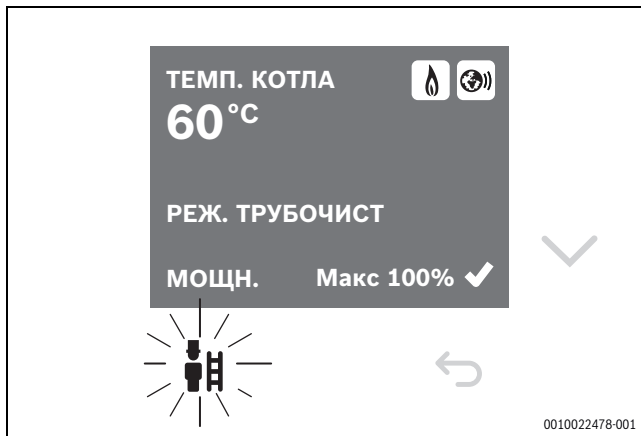 ТЕМП. КОТЛА
60°C
РЕЖ. ТРУБОЧИСТ
МОЩН. Макс 100%
0010022478-001